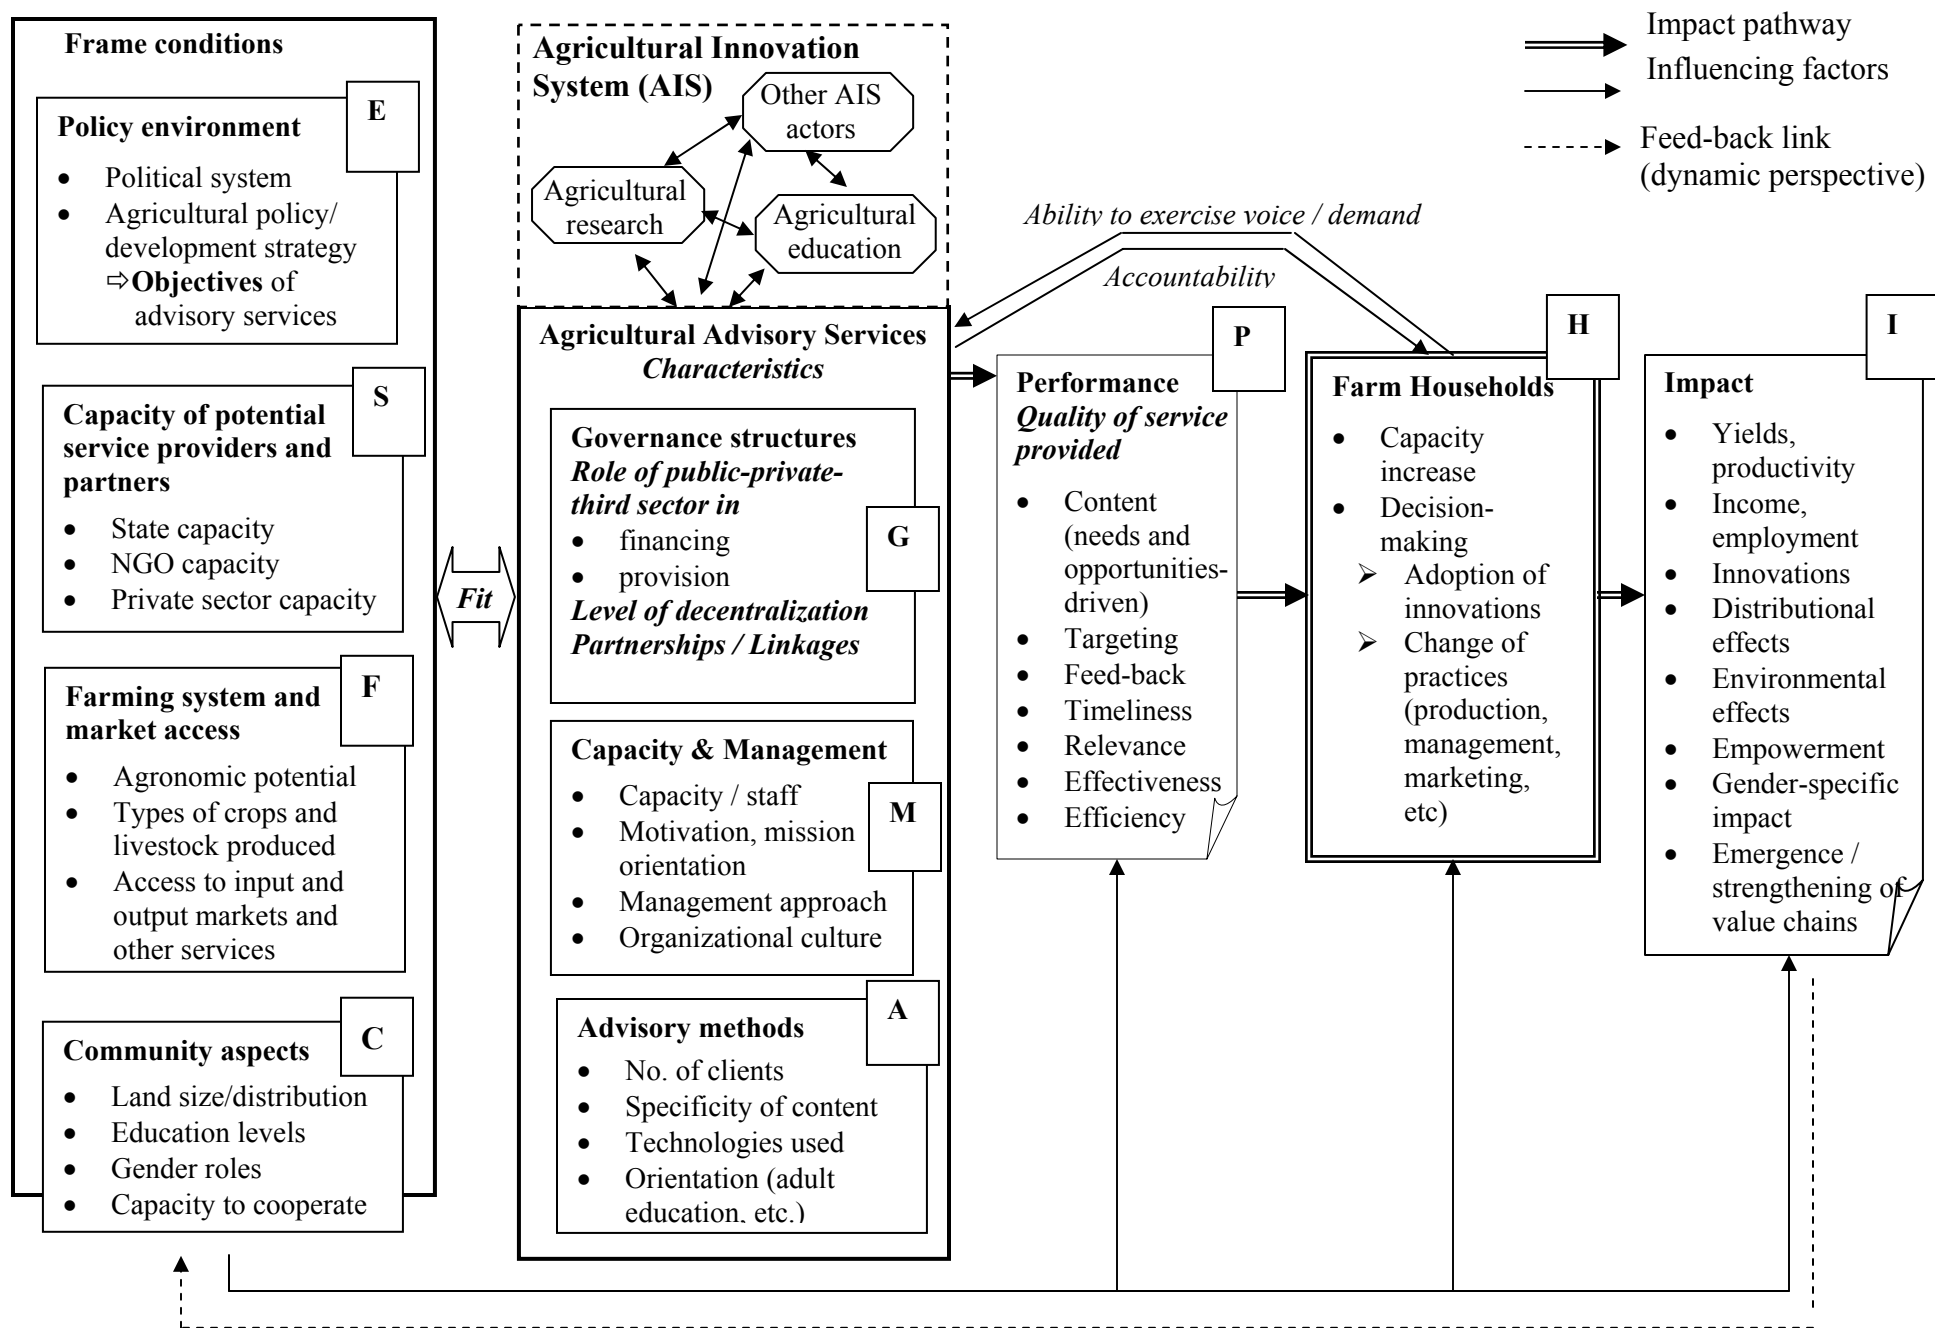 Frame conditions
E
Policy environment
• Political system
• Agricultural policy/
development strategy
⇨Objectives of
advisory services
S
Capacity of potential
service providers and
partners
• State capacity
• NGO capacity
• Private sector capacity
F
Farming system and
market access
• Agronomic potential
• Types of crops and
livestock produced
• Access to input and
output markets and
other services
C
Community aspects
• Land size/distribution
• Education levels
• Gender roles
• Capacity to cooperate
Fit
Agricultural Innovation
System (AIS)
Other AIS
actors
Agricultural
research
Agricultural
education
Agricultural Advisory Services
Characteristics
Governance structures
Role of public-private-
third sector in
• financing
• provision
Level of decentralization
Partnerships / Linkages
G
Capacity & Management
• Capacity / staff
• Motivation, mission
orientation
• Management approach
• Organizational culture
M
A
Advisory methods
• No. of clients
• Specificity of content
• Technologies used
• Orientation (adult
education, etc.)
Ability to exercise voice / demand
Accountability
P
Performance
Quality of service
provided
• Content
(needs and
opportunities-
driven)
• Targeting
• Feed-back
• Timeliness
• Relevance
• Effectiveness
• Efficiency
H
Farm Households
• Capacity
increase
• Decision-
making
➢ Adoption of
innovations
➢ Change of
practices
(production,
management,
marketing,
etc)
I
Impact
• Yields,
productivity
• Income,
employment
• Innovations
• Distributional
effects
• Environmental
effects
• Empowerment
• Gender-specific
impact
• Emergence /
strengthening of
value chains
Impact pathway
Influencing factors
Feed-back link
(dynamic perspective)